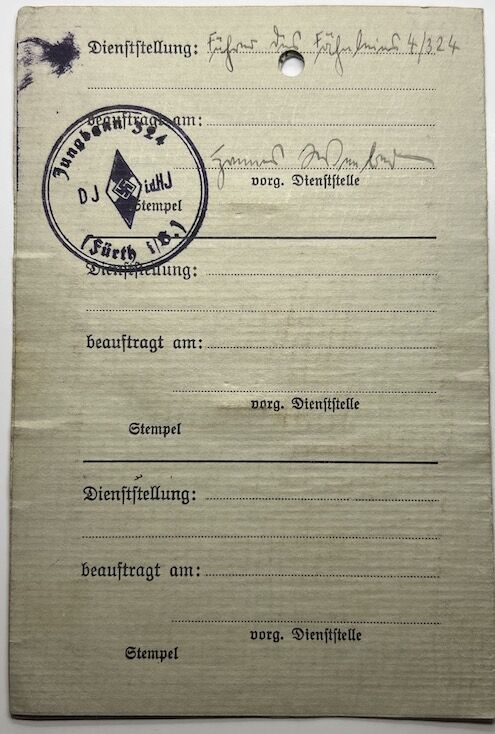 Dienststellung: Führer des Fähnleins 4/324
beauftragt am:
vorg. Dienststelle
Jungbann 324
DJ idHJ
(Fürth i/B.)
Stempel
Dienststellung:
beauftragt am:
vorg. Dienststelle
Stempel
Dienststellung:
beauftragt am:
vorg. Dienststelle
Stempel